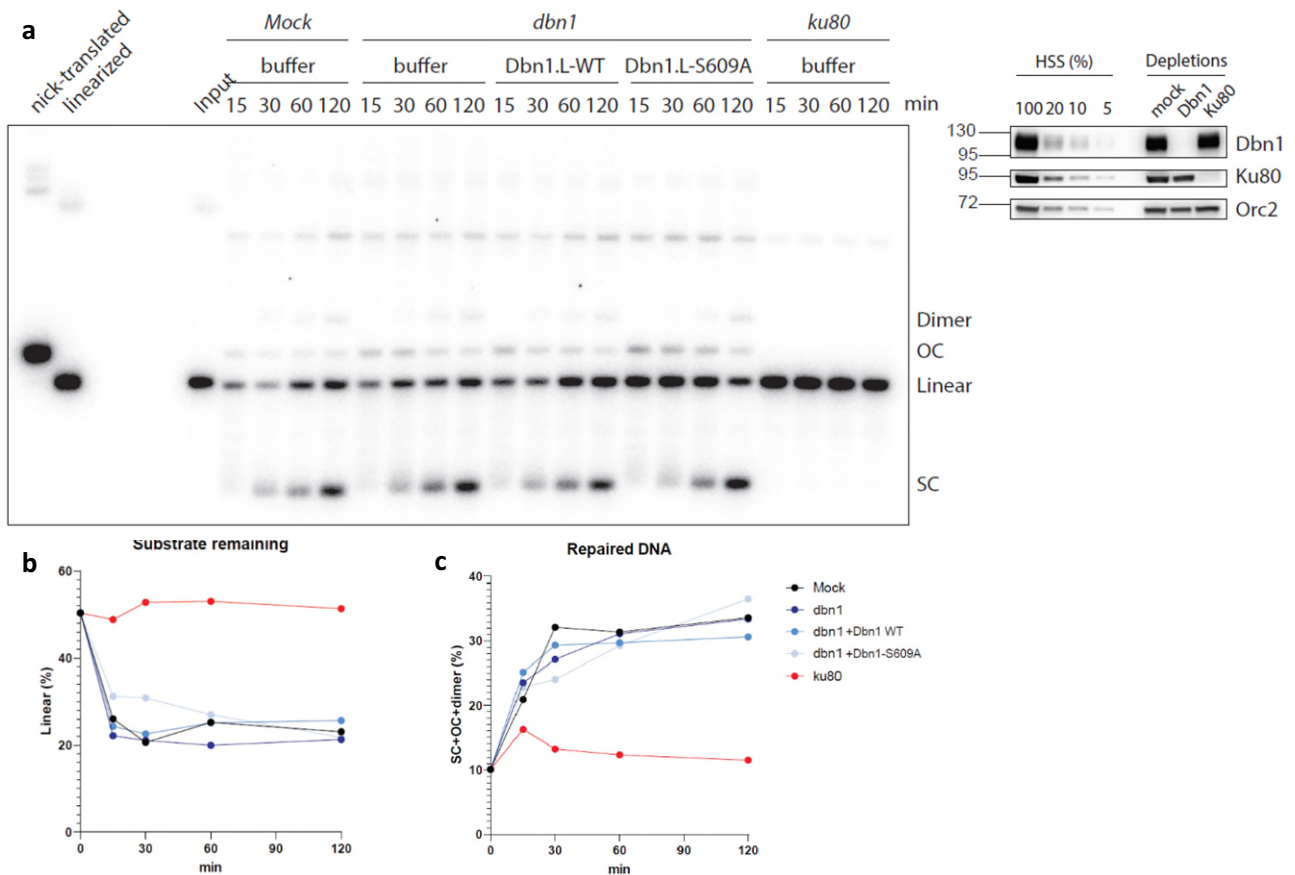 a
Mock dbn1 ku80
buffer buffer Dbn1.L-WT Dbn1.L-S609A buffer
nick-translated
linearized
Input
15 30 60 120 15 30 60 120 15 30 60 120 15 30 60 120 15 30 60 120 min
Dimer
OC
Linear
SC
HSS (%) Depletions
100 20 10 5 mock Dbn1 Ku80
130
95
Dbn1
95
Ku80
72
Orc2
b
Substrate remaining
60
40
20
0
Linear (%)
0 30 60 90 120
min
c
Repaired DNA
40
30
20
10
0
SC+OC+dimer (%)
0 30 60 90 120
min
Mock
dbn1
dbn1 +Dbn1 WT
dbn1 +Dbn1-S609A
ku80